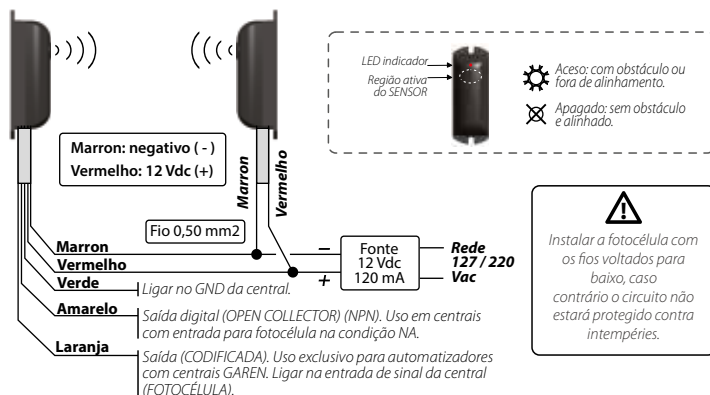 LED indicador
Região ativa
do SENSOR
Aceso: com obstáculo ou
fora de alinhamento.
Apagado: sem obstáculo
e alinhado.
Marron: negativo ( - )
Vermelho: 12 Vdc (+)
Marron
Vermelho
Fio 0,50 mm2
Marron
Vermelho
Verde
Ligar no GND da central.
Amarelo
Saída digital (OPEN COLLECTOR) (NPN). Uso em centrais
com entrada para fotocélula na condição NA.
Laranja
Saída (CODIFICADA). Uso exclusivo para automatizadores
com centrais GAREN. Ligar na entrada de sinal da central
(FOTOCÉLULA).
–
+
Fonte
12 Vdc
120 mA
Rede
127 / 220
Vac
Instalar a fotocélula com
os fios voltados para
baixo, caso
contrário o circuito não
estará protegido contra
intempéries.